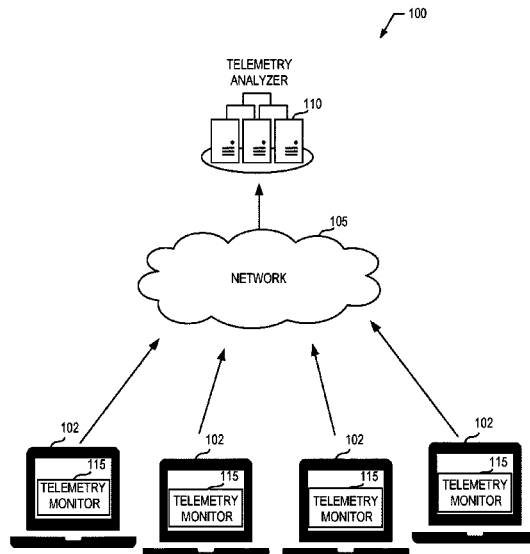 100
TELEMETRY
ANALYZER
110
105
NETWORK
102
102
102
102
115
TELEMETRY
MONITOR
115
TELEMETRY
MONITOR
115
TELEMETRY
MONITOR
115
TELEMETRY
MONITOR